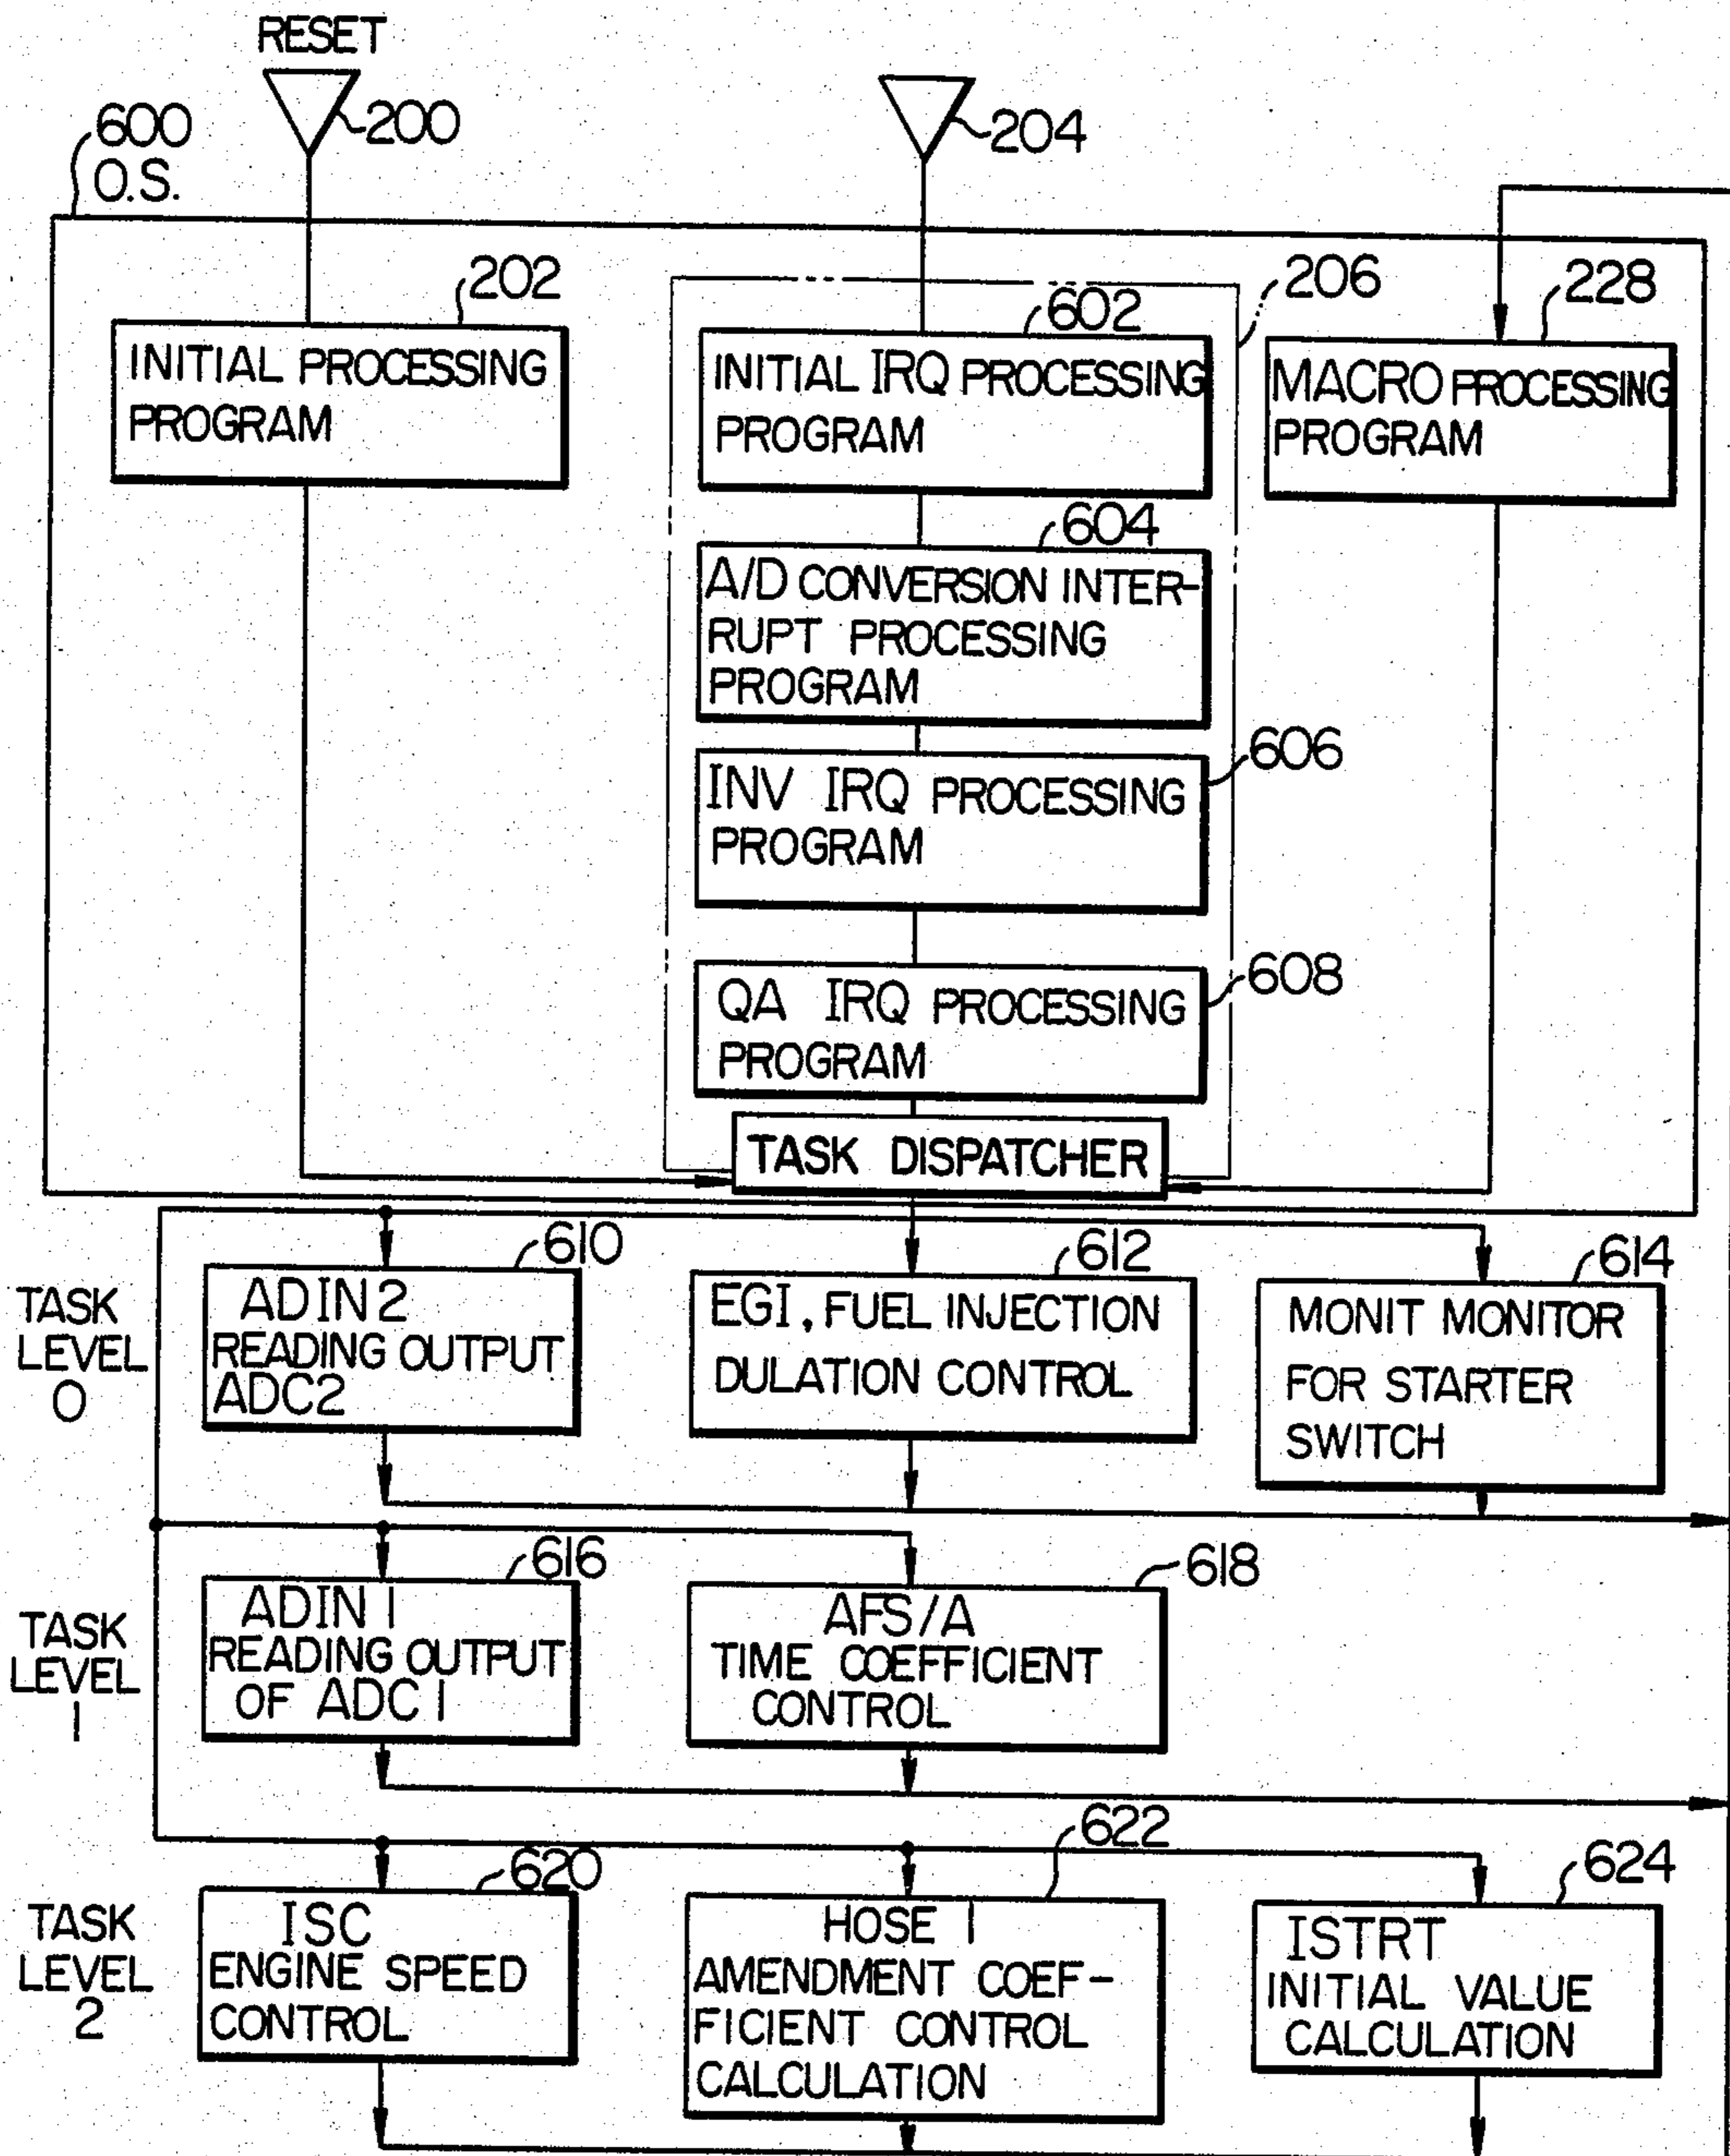 RESET
200
204
600
O.S.
202
INITIAL PROCESSING
PROGRAM
206
602
INITIAL IRQ PROCESSING
PROGRAM
228
MACRO PROCESSING
PROGRAM
604
A/D CONVERSION INTER-
RUPT PROCESSING
PROGRAM
606
INV IRQ PROCESSING
PROGRAM
608
QA IRQ PROCESSING
PROGRAM
TASK DISPATCHER
TASK
LEVEL
0
610
ADIN2
READING OUTPUT
ADC2
612
EGI, FUEL INJECTION
DULATION CONTROL
614
MONIT MONITOR
FOR STARTER
SWITCH
TASK
LEVEL
1
616
ADIN 1
READING OUTPUT
OF ADC 1
618
AFS/A
TIME COEFFICIENT
CONTROL
TASK
LEVEL
2
620
ISC
ENGINE SPEED
CONTROL
622
HOSE 1
AMENDMENT COEF-
FICIENT CONTROL
CALCULATION
624
ISTRT
INITIAL VALUE
CALCULATION